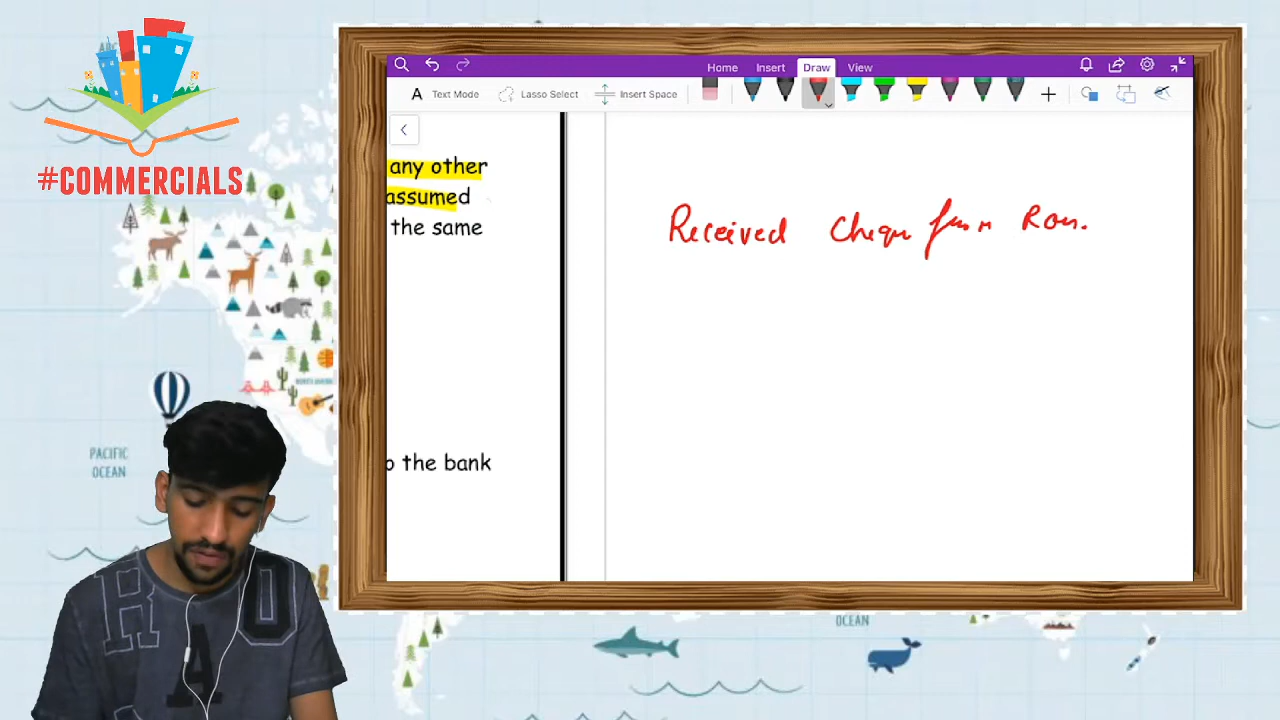 #COMMERCIALS
Home Insert Draw View
Text Mode Lasso Select Insert Space
any other
assumed
the same
Received Cheque from Ram.
o the bank
PACIFIC
OCEAN
OCEAN